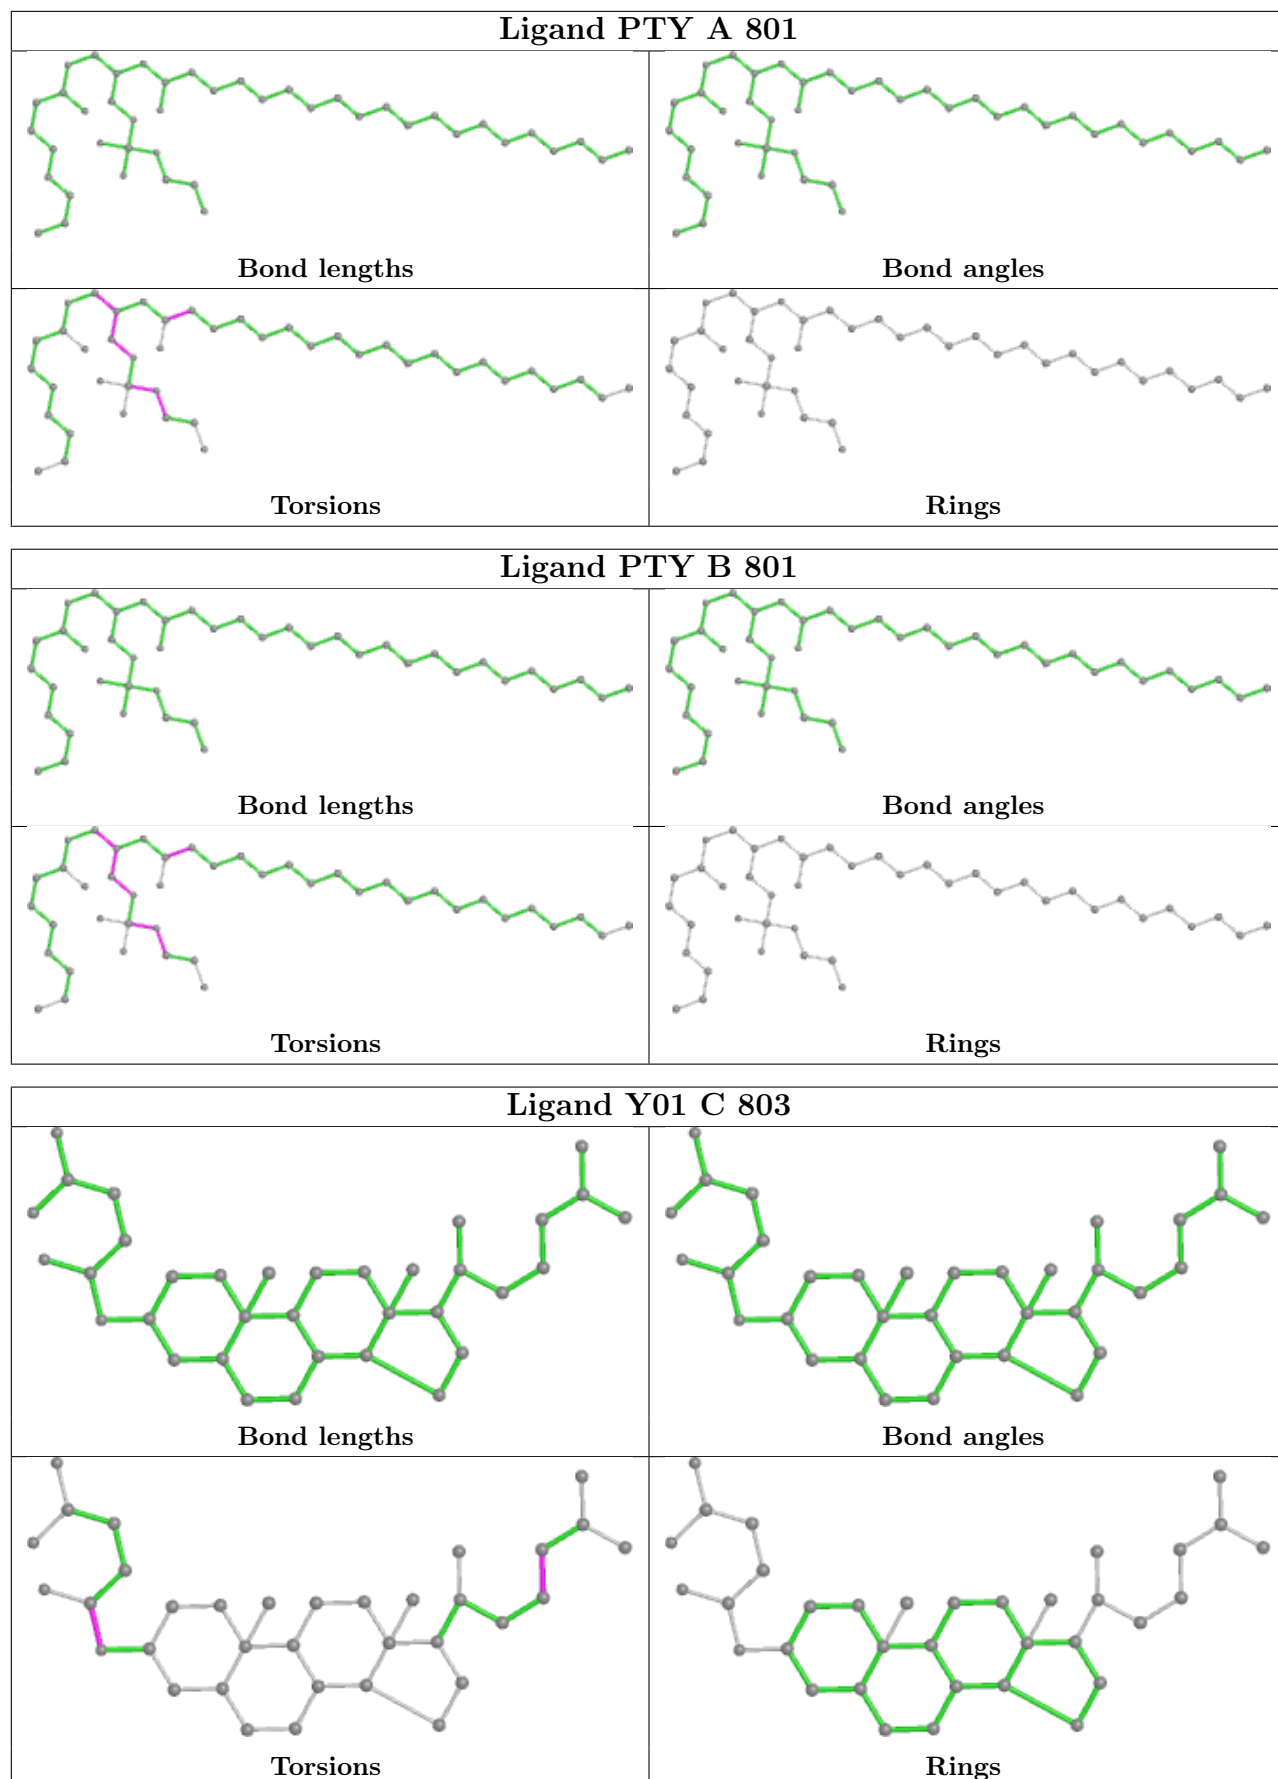 Ligand PTY A 801
Bond lengths
Bond angles
Torsions
Rings
Ligand PTY B 801
Bond lengths
Bond angles
Torsions
Rings
Ligand Y01 C 803
Bond lengths
Bond angles
Torsions
Rings